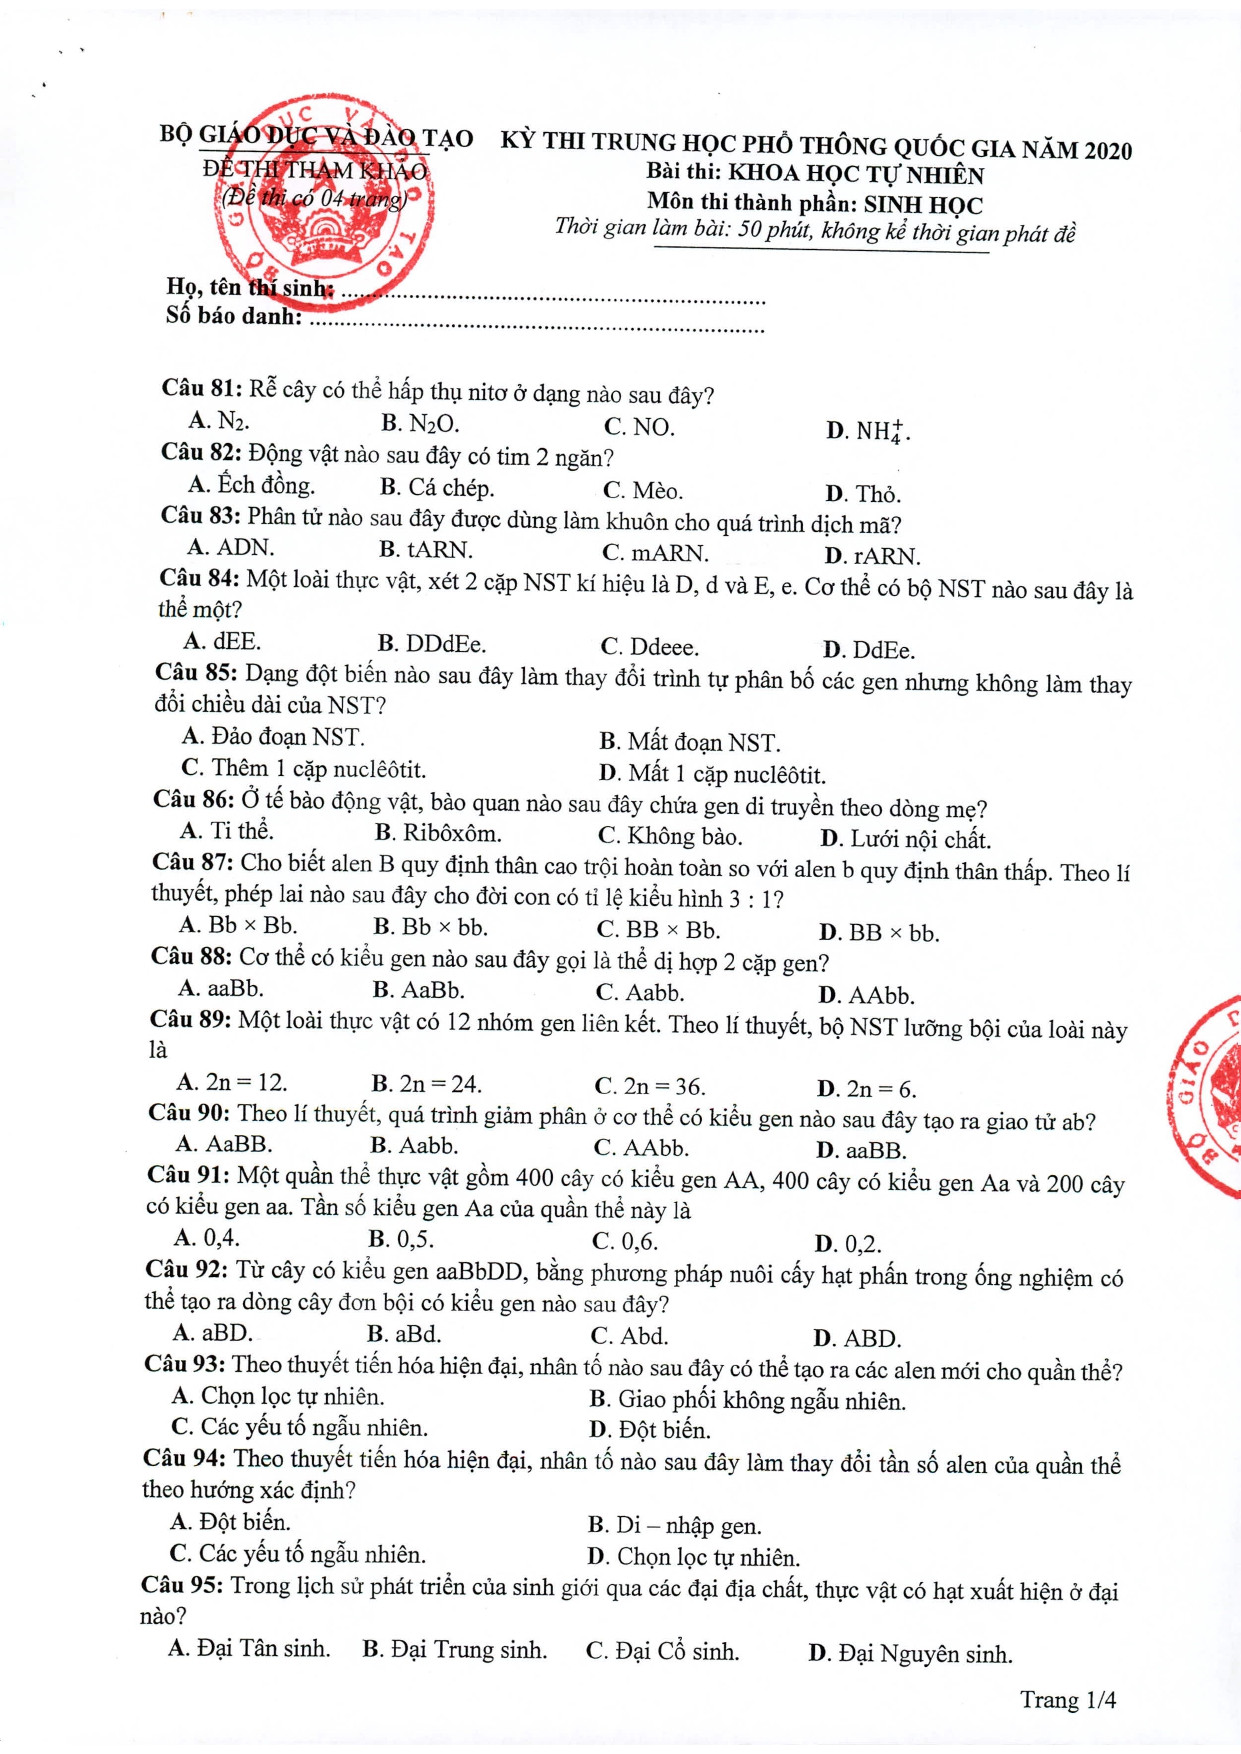 BỘ GIÁO DỤC VÀ ĐÀO TẠO
ĐỀ THI THAM KHẢO
(Đề thi có 04 trang)
KỲ THI TRUNG HỌC PHỔ THÔNG QUỐC GIA NĂM 2020
Bài thi: KHOA HỌC TỰ NHIÊN
Môn thi thành phần: SINH HỌC
Thời gian làm bài: 50 phút, không kể thời gian phát đề
BỘ GIÁO DỤC VÀ ĐÀO TẠO
Họ, tên thí sinh: ..........................................................
Số báo danh: ..............................................................
Câu 81: Rễ cây có thể hấp thụ nitơ ở dạng nào sau đây?
A. N₂. B. N₂O. C. NO. D. NH₄⁺.
Câu 82: Động vật nào sau đây có tim 2 ngăn?
A. Ếch đồng. B. Cá chép. C. Mèo. D. Thỏ.
Câu 83: Phân tử nào sau đây được dùng làm khuôn cho quá trình dịch mã?
A. ADN. B. tARN. C. mARN. D. rARN.
Câu 84: Một loài thực vật, xét 2 cặp NST kí hiệu là D, d và E, e. Cơ thể có bộ NST nào sau đây là
thể một?
A. dEE. B. DDdEe. C. Ddeee. D. DdEe.
Câu 85: Dạng đột biến nào sau đây làm thay đổi trình tự phân bố các gen nhưng không làm thay
đổi chiều dài của NST?
A. Đảo đoạn NST. B. Mất đoạn NST.
C. Thêm 1 cặp nuclêôtit. D. Mất 1 cặp nuclêôtit.
Câu 86: Ở tế bào động vật, bào quan nào sau đây chứa gen di truyền theo dòng mẹ?
A. Ti thể. B. Ribôxôm. C. Không bào. D. Lưới nội chất.
Câu 87: Cho biết alen B quy định thân cao trội hoàn toàn so với alen b quy định thân thấp. Theo lí
thuyết, phép lai nào sau đây cho đời con có tỉ lệ kiểu hình 3 : 1?
A. Bb × Bb. B. Bb × bb. C. BB × Bb. D. BB × bb.
Câu 88: Cơ thể có kiểu gen nào sau đây gọi là thể dị hợp 2 cặp gen?
A. aaBb. B. AaBb. C. Aabb. D. AAbb.
Câu 89: Một loài thực vật có 12 nhóm gen liên kết. Theo lí thuyết, bộ NST lưỡng bội của loài này
là
A. 2n = 12. B. 2n = 24. C. 2n = 36. D. 2n = 6.
Câu 90: Theo lí thuyết, quá trình giảm phân ở cơ thể có kiểu gen nào sau đây tạo ra giao tử ab?
A. AaBB. B. Aabb. C. AAbb. D. aaBB.
Câu 91: Một quần thể thực vật gồm 400 cây có kiểu gen AA, 400 cây có kiểu gen Aa và 200 cây
có kiểu gen aa. Tần số kiểu gen Aa của quần thể này là
A. 0,4. B. 0,5. C. 0,6. D. 0,2.
Câu 92: Từ cây có kiểu gen aaBbDD, bằng phương pháp nuôi cấy hạt phấn trong ống nghiệm có
thể tạo ra dòng cây đơn bội có kiểu gen nào sau đây?
A. aBD. B. aBd. C. Abd. D. ABD.
Câu 93: Theo thuyết tiến hóa hiện đại, nhân tố nào sau đây có thể tạo ra các alen mới cho quần thể?
A. Chọn lọc tự nhiên. B. Giao phối không ngẫu nhiên.
C. Các yếu tố ngẫu nhiên. D. Đột biến.
Câu 94: Theo thuyết tiến hóa hiện đại, nhân tố nào sau đây làm thay đổi tần số alen của quần thể
theo hướng xác định?
A. Đột biến. B. Di – nhập gen.
C. Các yếu tố ngẫu nhiên. D. Chọn lọc tự nhiên.
Câu 95: Trong lịch sử phát triển của sinh giới qua các đại địa chất, thực vật có hạt xuất hiện ở đại
nào?
A. Đại Tân sinh. B. Đại Trung sinh. C. Đại Cổ sinh. D. Đại Nguyên sinh.
BỘ GIÁO D
Trang 1/4